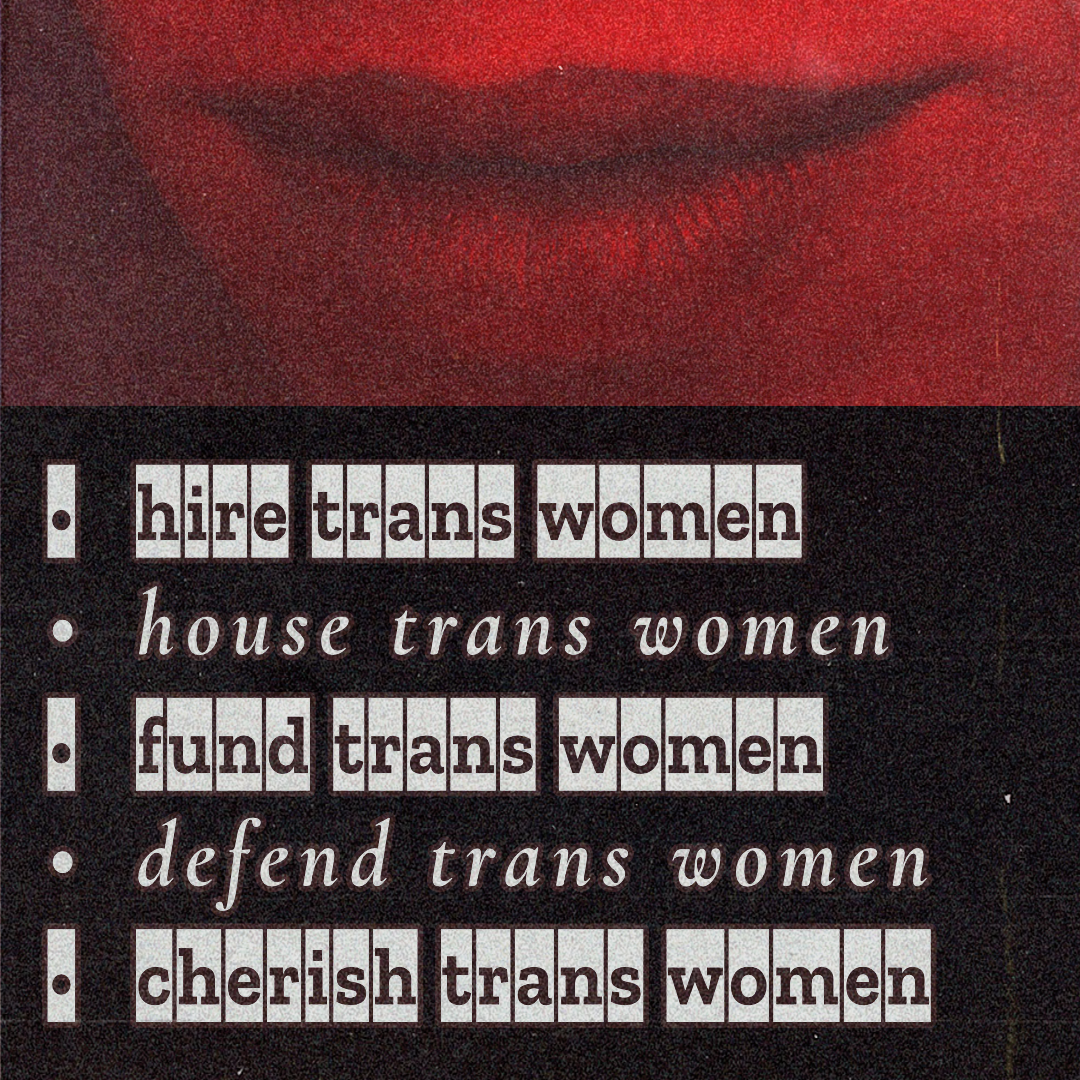 • hire trans women
• house trans women
• fund trans women
• defend trans women
• cherish trans women